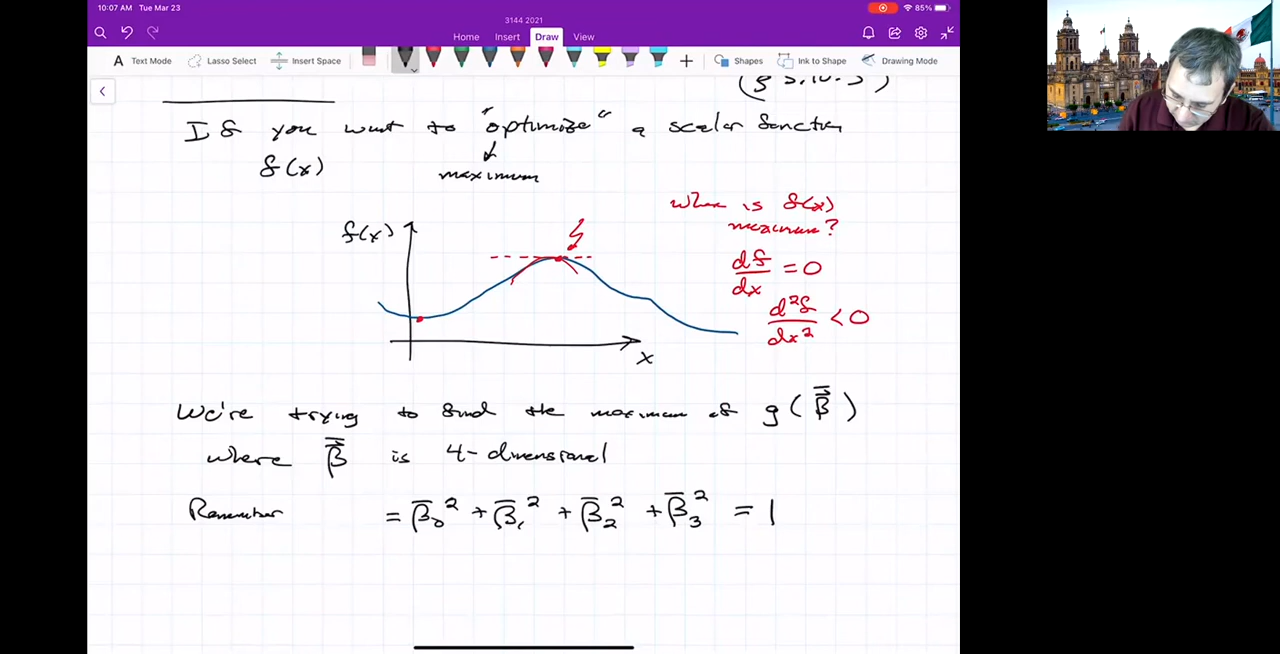 10:07 AM Tue Mar 23
85%
3144 2021
Home Insert Draw View
A Text Mode Lasso Select Insert Space Shapes Ink to Shape Drawing Mode
If you want to "optimize" a scalar function
f(x)
maximum
f(x)
x
When is f(x)
maximum?
df/dx = 0
d²f/dx² < 0
We're trying to find the maximum of g(β̄⃗)
where β̄⃗ is 4-dimensional
Remember = β̄₀² + β̄₁² + β̄₂² + β̄₃² = 1